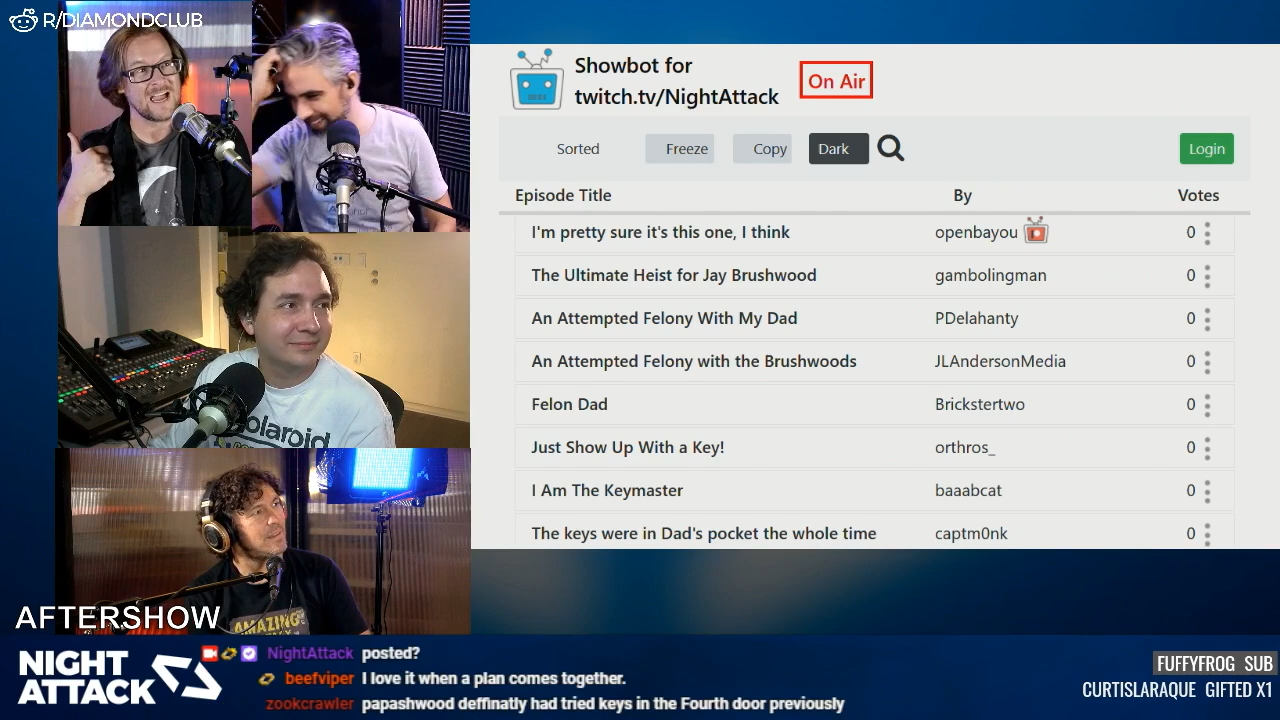 R/DIAMONDCLUB
Showbot for
twitch.tv/NightAttack
On Air
Sorted
Freeze
Copy
Dark
Login
Episode Title By Votes
I'm pretty sure it's this one, I think openbayou 0
The Ultimate Heist for Jay Brushwood gambolingman 0
An Attempted Felony With My Dad PDelahanty 0
An Attempted Felony with the Brushwoods JLAndersonMedia 0
Felon Dad Brickstertwo 0
Just Show Up With a Key! orthros_ 0
I Am The Keymaster baaabcat 0
The keys were in Dad's pocket the whole time captm0nk 0
olaroid
AMAZING
AFTERSHOW
NIGHT
ATTACK
NightAttack posted?
beefviper I love it when a plan comes together.
zookcrawler papashwood deffinatly had tried keys in the Fourth door previously
FUFFYFROG SUB
CURTISLARAQUE GIFTED X1